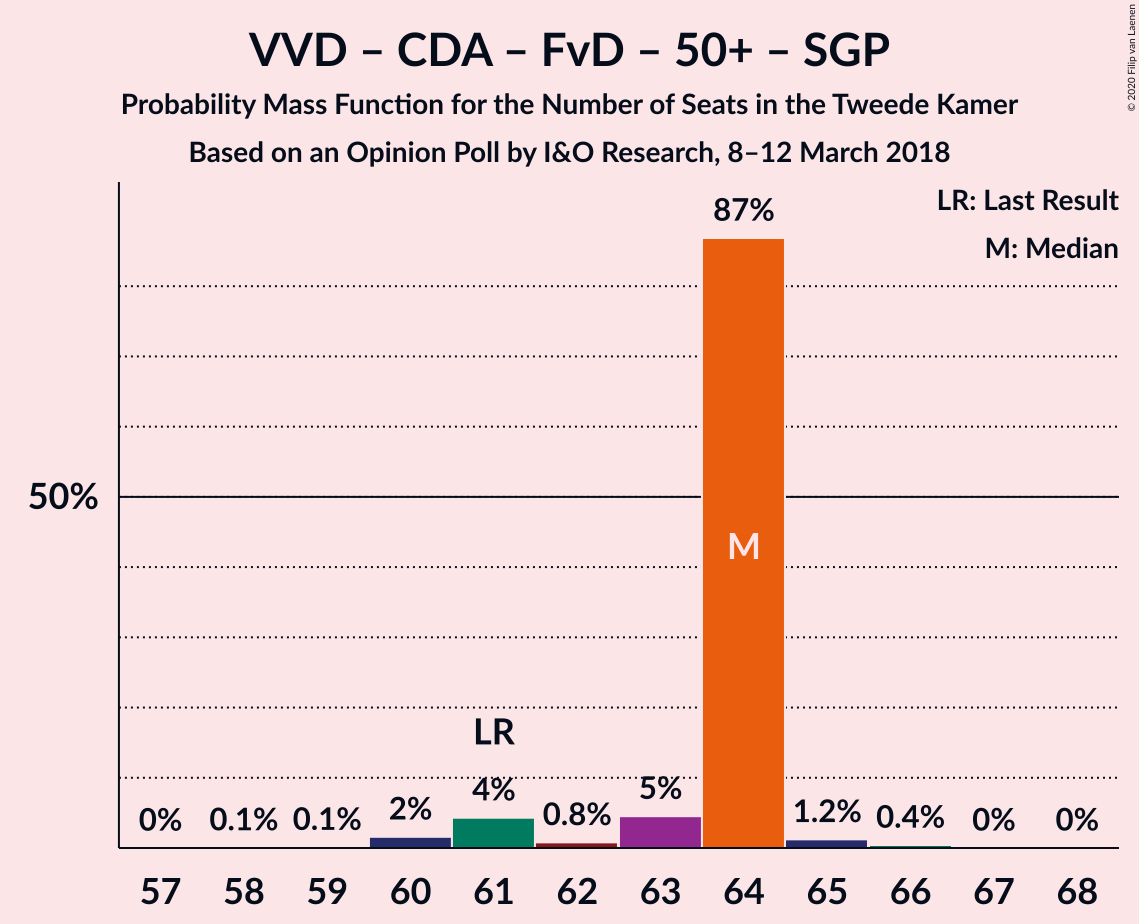 VVD – CDA – FvD – 50+ – SGP
Probability Mass Function for the Number of Seats in the Tweede Kamer
Based on an Opinion Poll by I&O Research, 8–12 March 2018
© 2020 Filip van Laenen
LR: Last Result
M: Median
87%
50%
M
LR
0% 0.1% 0.1% 2% 4% 0.8% 5% 1.2% 0.4% 0% 0%
57 58 59 60 61 62 63 64 65 66 67 68